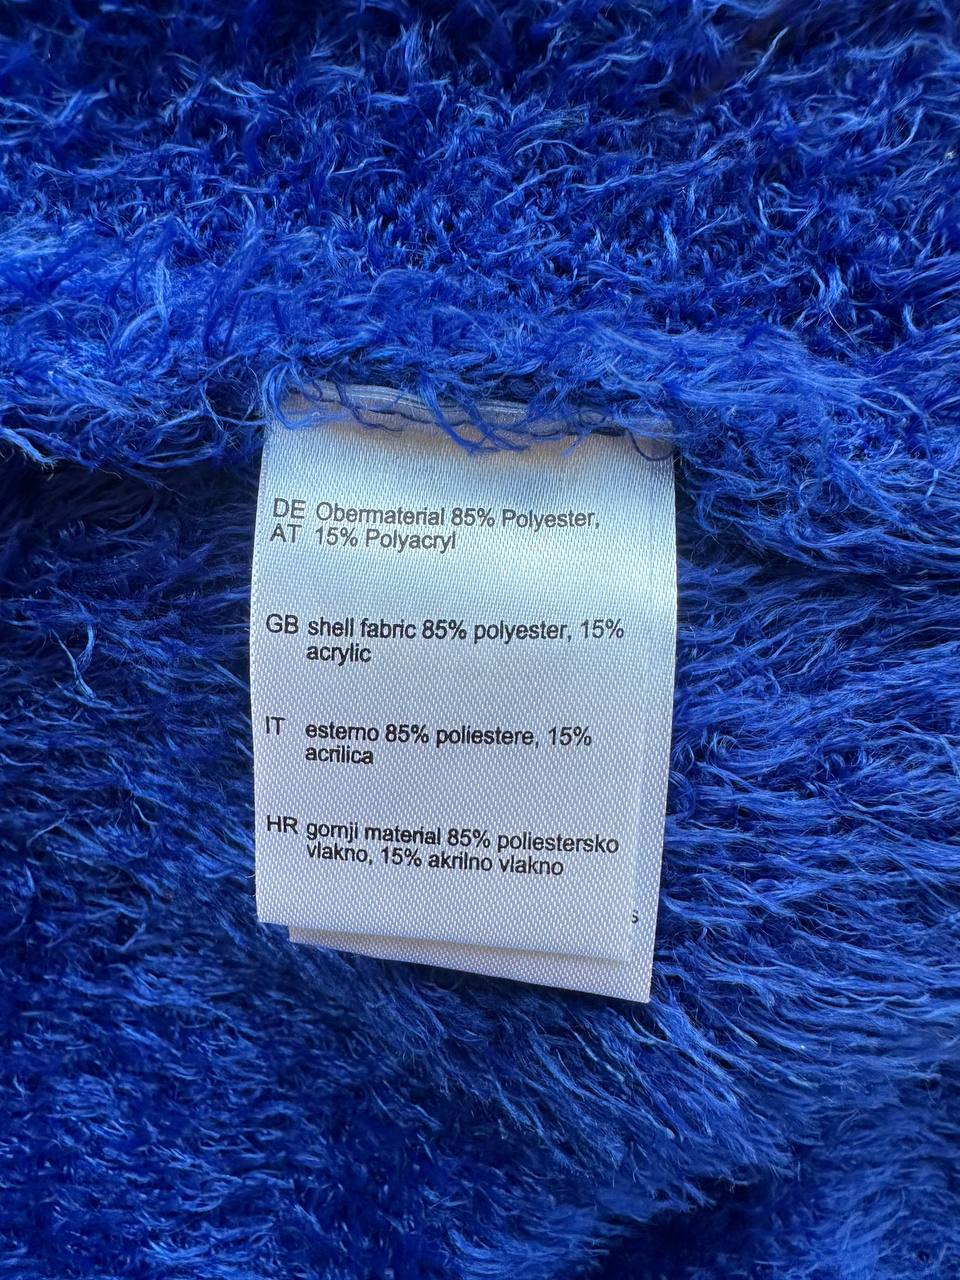 DE Obermaterial 85% Polyester,
AT 15% Polyacryl
GB shell fabric 85% polyester, 15%
acrylic
IT esterno 85% poliestere, 15%
acrilica
HR gornji material 85% poliestersko
vlakno, 15% akrilno vlakno
s